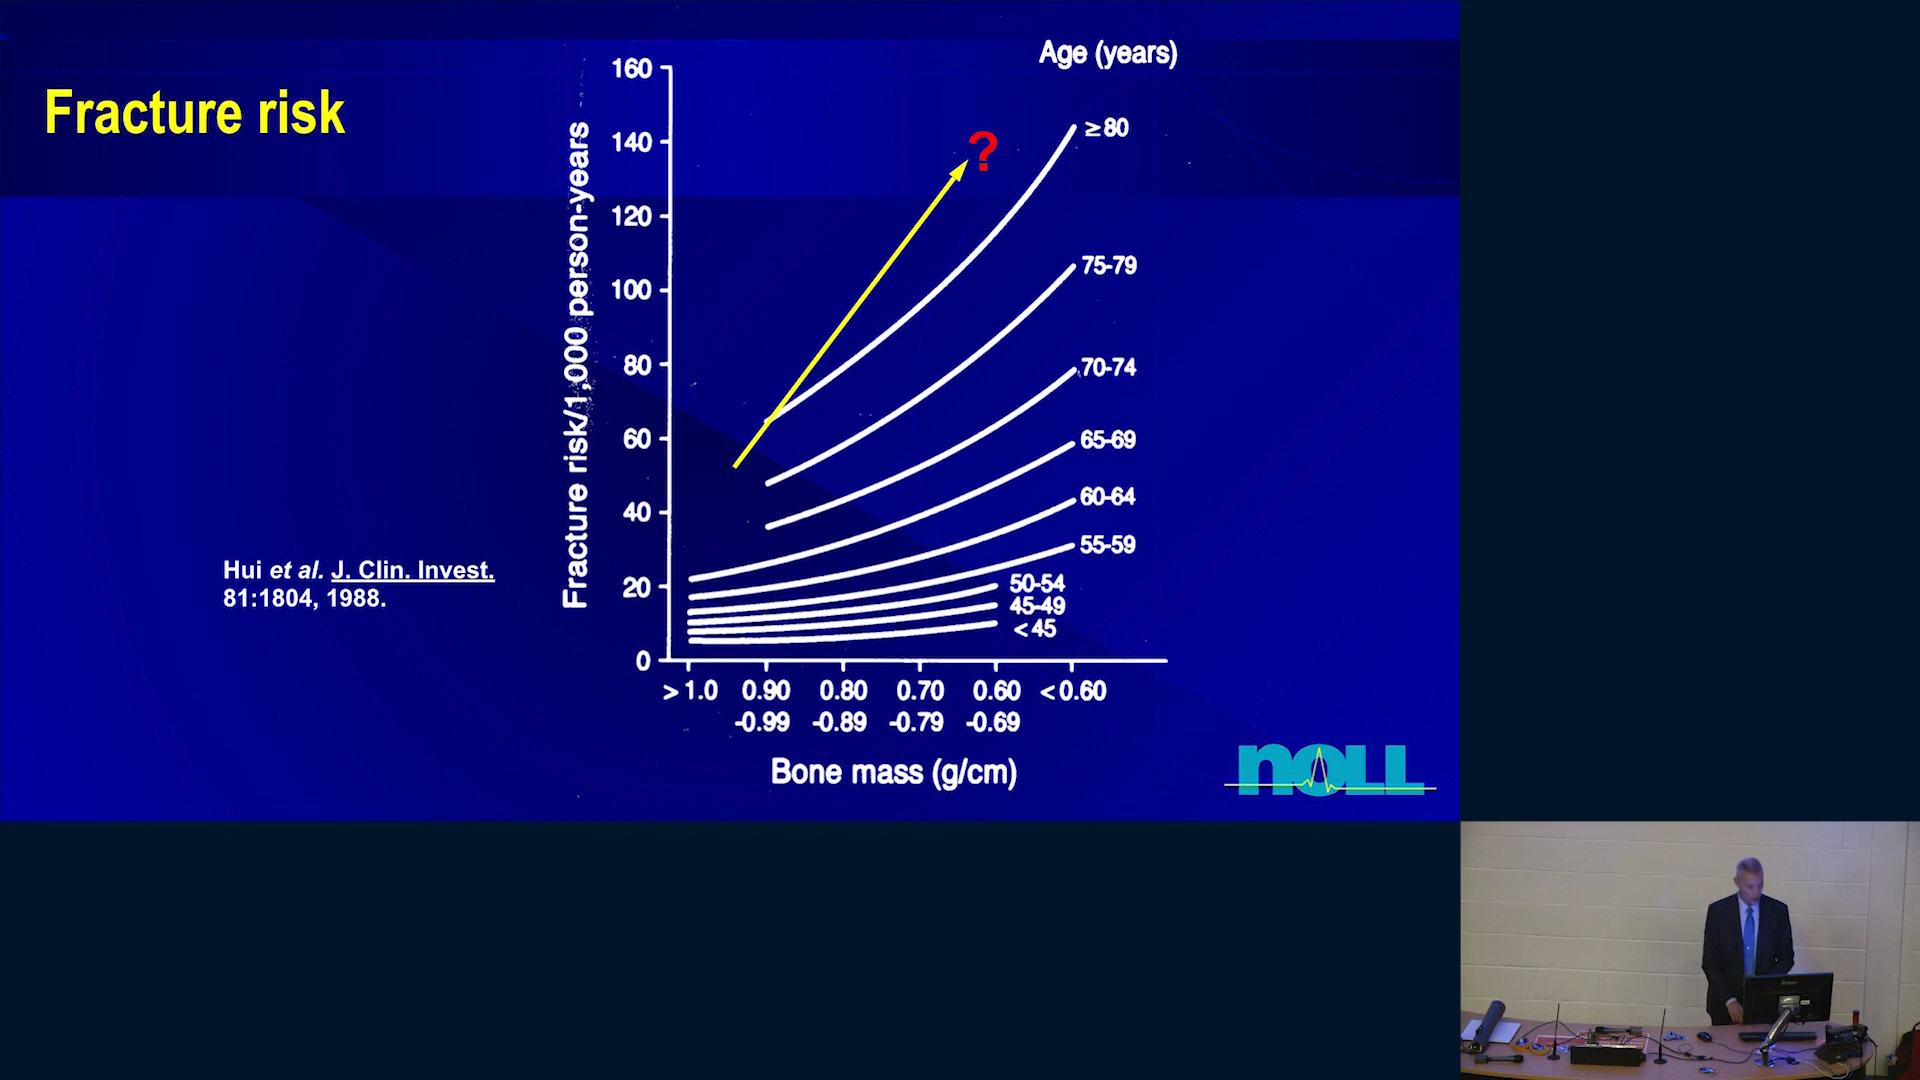 Fracture risk
Age (years)
160
140
120
100
80
60
40
20
0
Fracture risk/1,000 person-years
?
≥80
75-79
70-74
65-69
60-64
55-59
50-54
45-49
<45
Hui et al. J. Clin. Invest.
81:1804, 1988.
>1.0 0.90 0.80 0.70 0.60 <0.60
-0.99 -0.89 -0.79 -0.69
Bone mass (g/cm)
noLL